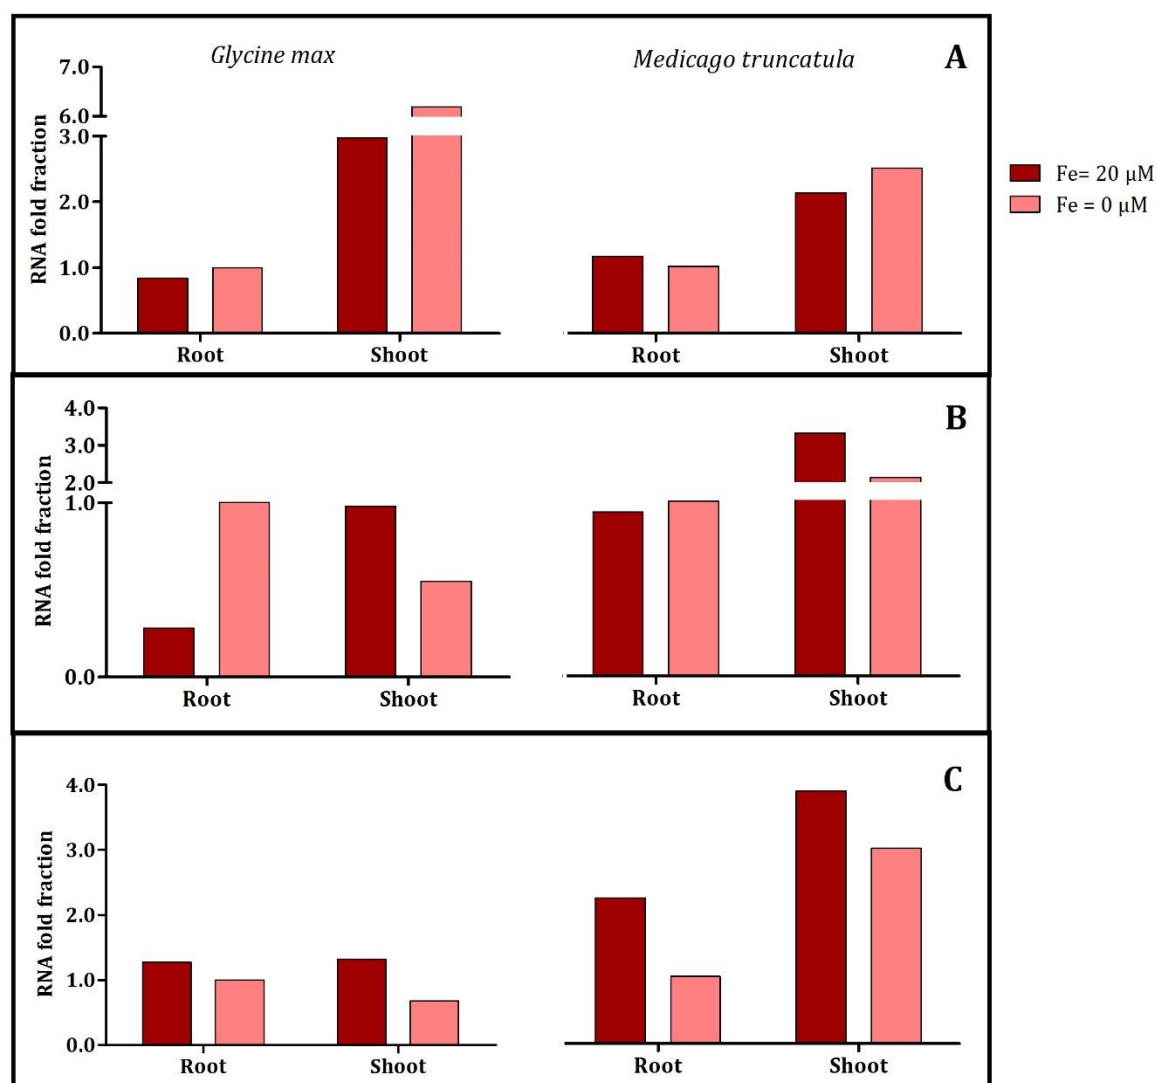 Glycine max
Medicago truncatula
A
7.0
6.0
3.0
2.0
1.0
0.0
RNA fold fraction
Root
Shoot
Root
Shoot
Fe= 20 µM
Fe = 0 µM
B
4.0
3.0
2.0
1.0
0.0
RNA fold fraction
Root
Shoot
Root
Shoot
C
4.0
3.0
2.0
1.0
0.0
RNA fold fraction
Root
Shoot
Root
Shoot